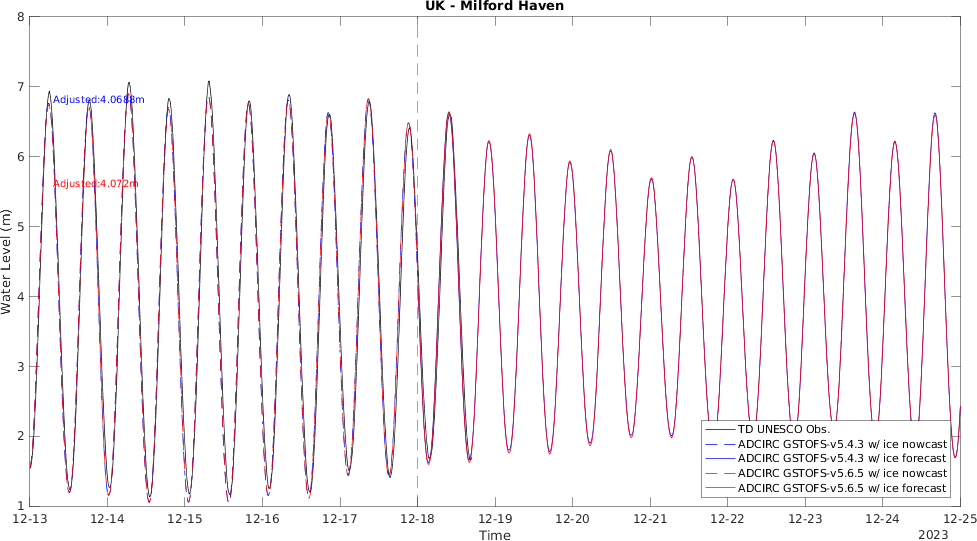 UK - Milford Haven
8
7
6
5
4
3
2
1
Water Level (m)
Adjusted:4.0688m
Adjusted:4.072m
TD UNESCO Obs.
ADCIRC GSTOFS-v5.4.3 w/ ice nowcast
ADCIRC GSTOFS-v5.4.3 w/ ice forecast
ADCIRC GSTOFS-v5.6.5 w/ ice nowcast
ADCIRC GSTOFS-v5.6.5 w/ ice forecast
12-13 12-14 12-15 12-16 12-17 12-18 12-19 12-20 12-21 12-22 12-23 12-24 12-25
Time
2023